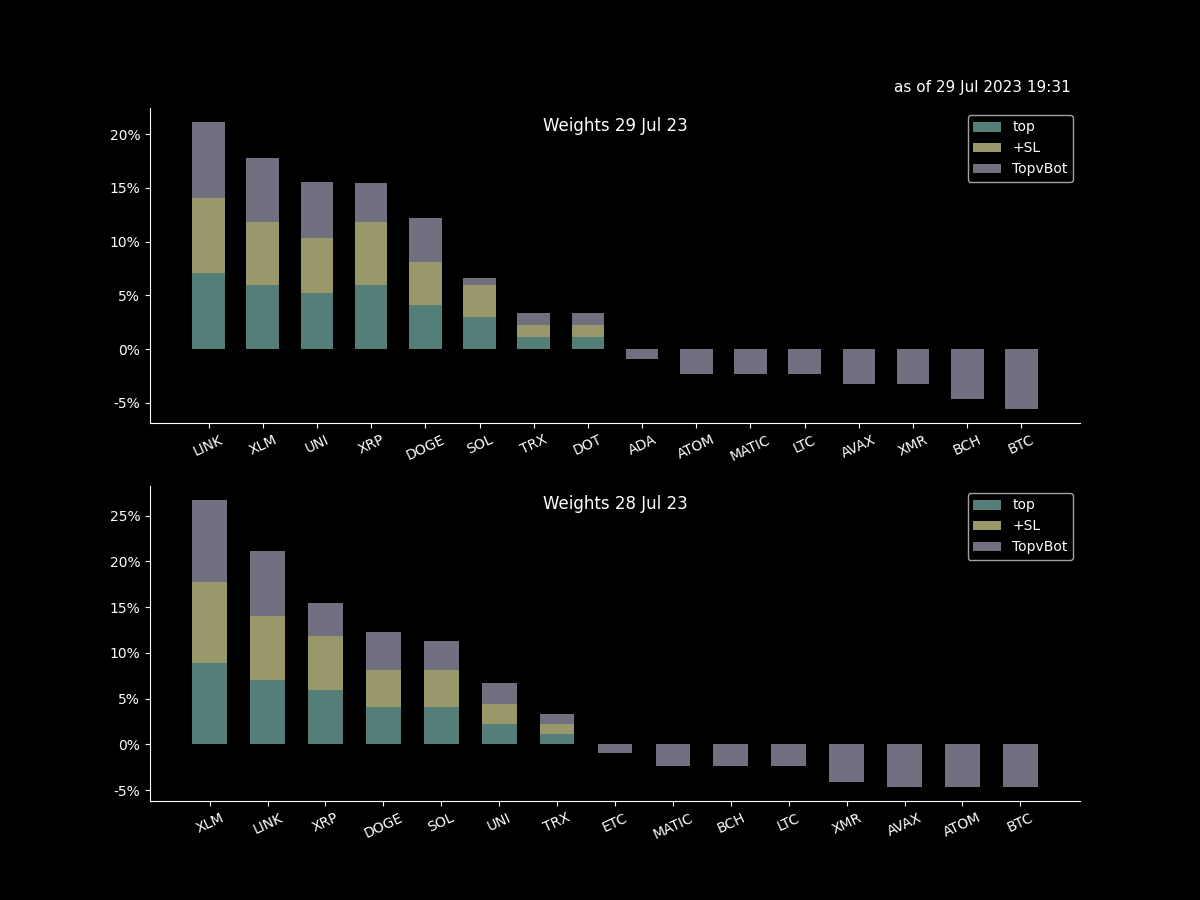 as of 29 Jul 2023 19:31
Weights 29 Jul 23
top
+SL
TopvBot
20%
15%
10%
5%
0%
-5%
LINK XLM UNI XRP DOGE SOL TRX DOT ADA ATOM MATIC LTC AVAX XMR BCH BTC
Weights 28 Jul 23
top
+SL
TopvBot
25%
20%
15%
10%
5%
0%
-5%
XLM LINK XRP DOGE SOL UNI TRX ETC MATIC BCH LTC XMR AVAX ATOM BTC